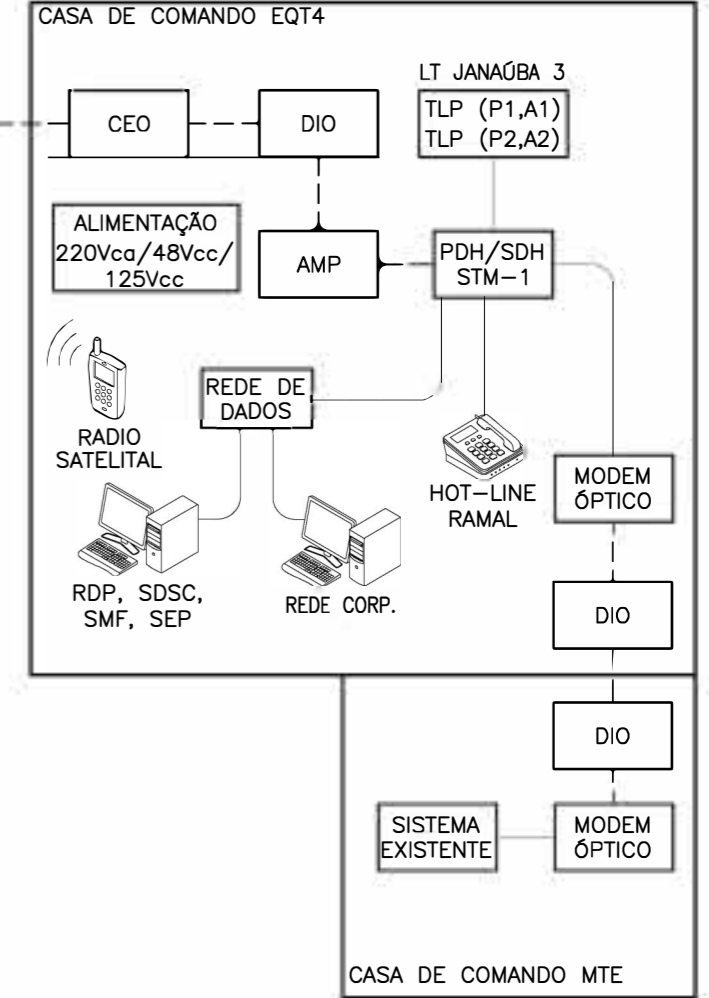 CASA DE COMANDO EQT4
LT JANAÚBA 3
TLP (P1,A1)
TLP (P2,A2)
CEO
DIO
ALIMENTAÇÃO
220Vca/48Vcc/
125Vcc
AMP
PDH/SDH
STM-1
RADIO
SATELITAL
REDE DE
DADOS
HOT-LINE
RAMAL
MODEM
ÓPTICO
RDP, SDSC,
SMF, SEP
REDE CORP.
DIO
DIO
SISTEMA
EXISTENTE
MODEM
ÓPTICO
CASA DE COMANDO MTE